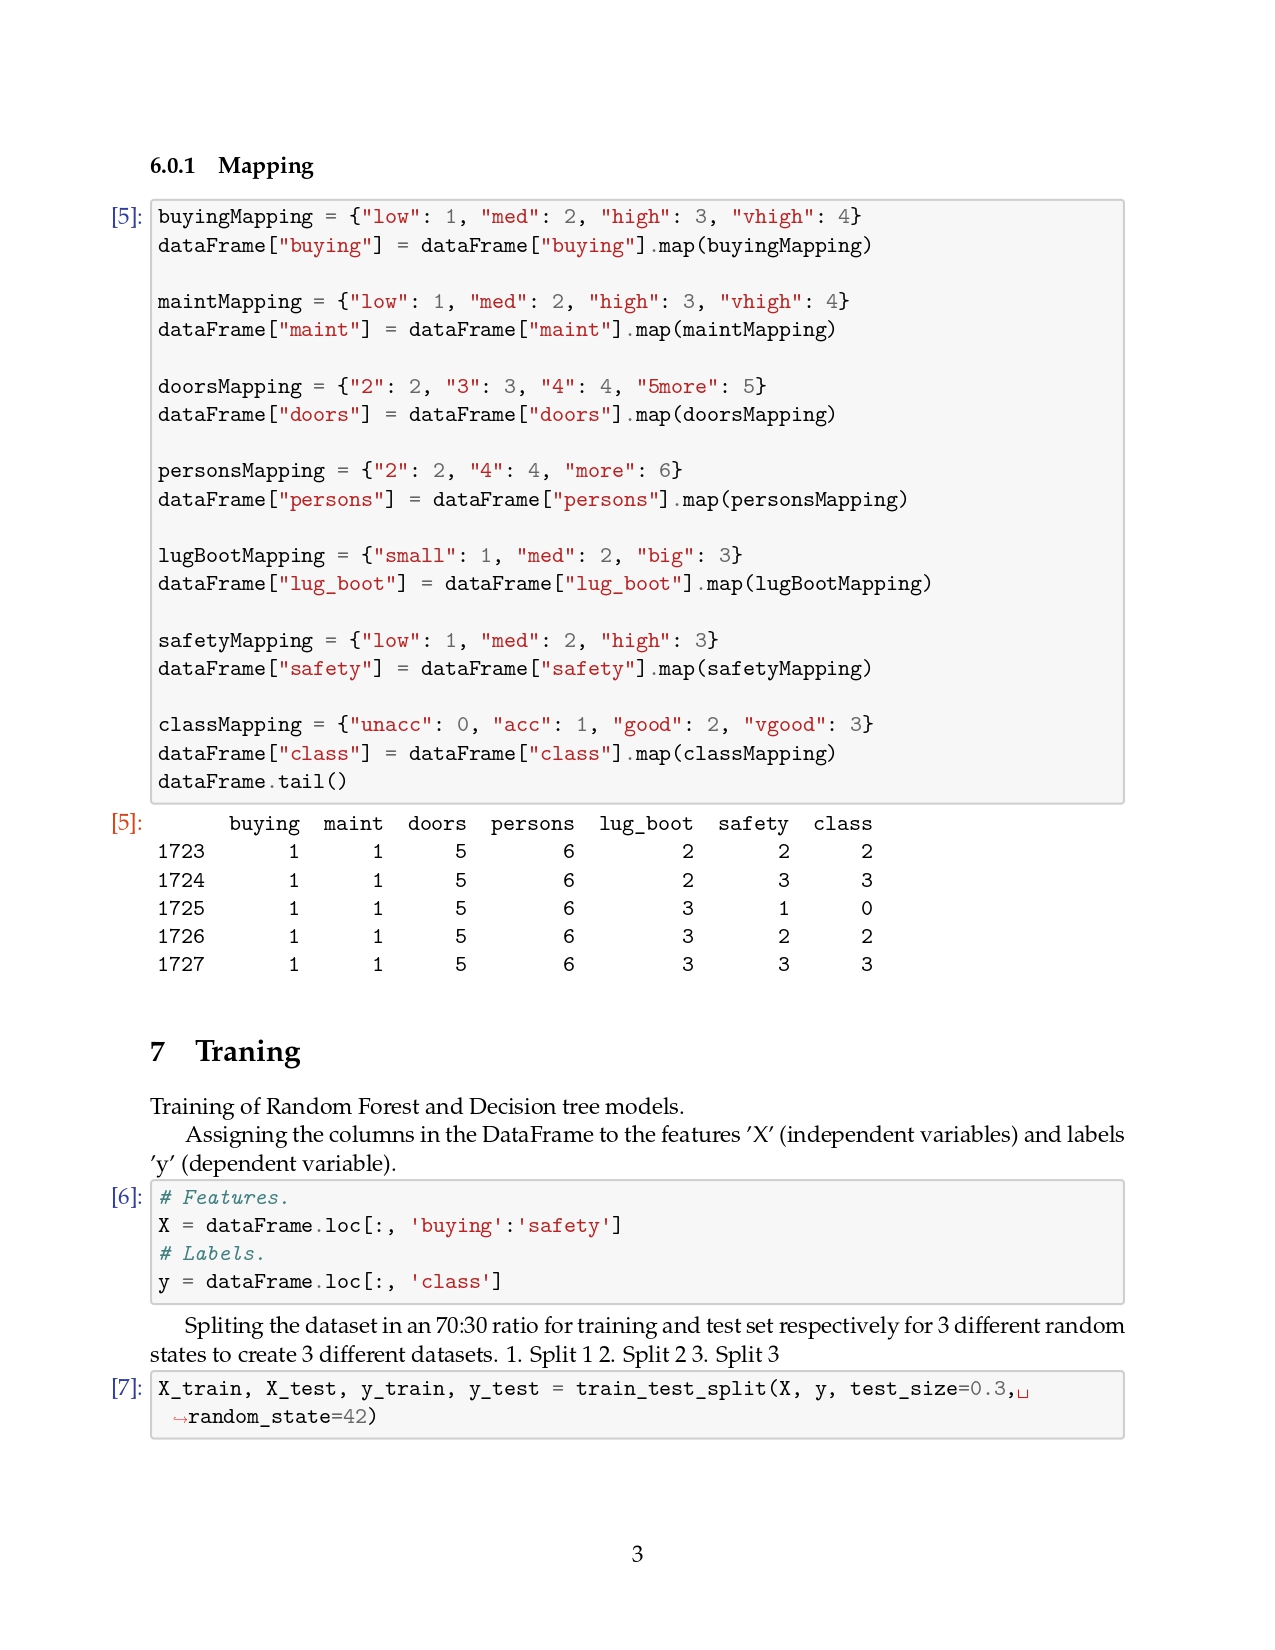 6.0.1 Mapping
[5]: buyingMapping = {"low": 1, "med": 2, "high": 3, "vhigh": 4}
dataFrame["buying"] = dataFrame["buying"].map(buyingMapping)
maintMapping = {"low": 1, "med": 2, "high": 3, "vhigh": 4}
dataFrame["maint"] = dataFrame["maint"].map(maintMapping)
doorsMapping = {"2": 2, "3": 3, "4": 4, "5more": 5}
dataFrame["doors"] = dataFrame["doors"].map(doorsMapping)
personsMapping = {"2": 2, "4": 4, "more": 6}
dataFrame["persons"] = dataFrame["persons"].map(personsMapping)
lugBootMapping = {"small": 1, "med": 2, "big": 3}
dataFrame["lug_boot"] = dataFrame["lug_boot"].map(lugBootMapping)
safetyMapping = {"low": 1, "med": 2, "high": 3}
dataFrame["safety"] = dataFrame["safety"].map(safetyMapping)
classMapping = {"unacc": 0, "acc": 1, "good": 2, "vgood": 3}
dataFrame["class"] = dataFrame["class"].map(classMapping)
dataFrame.tail()
[5]: buying maint doors persons lug_boot safety class
1723 1 1 5 6 2 2 2
1724 1 1 5 6 2 3 3
1725 1 1 5 6 3 1 0
1726 1 1 5 6 3 2 2
1727 1 1 5 6 3 3 3
7 Traning
Training of Random Forest and Decision tree models.
Assigning the columns in the DataFrame to the features ’X’ (independent variables) and labels
’y’ (dependent variable).
[6]: # Features.
X = dataFrame.loc[:, 'buying':'safety']
# Labels.
y = dataFrame.loc[:, 'class']
Spliting the dataset in an 70:30 ratio for training and test set respectively for 3 different random
states to create 3 different datasets. 1. Split 1 2. Split 2 3. Split 3
[7]: X_train, X_test, y_train, y_test = train_test_split(X, y, test_size=0.3,␣
↪random_state=42)
3